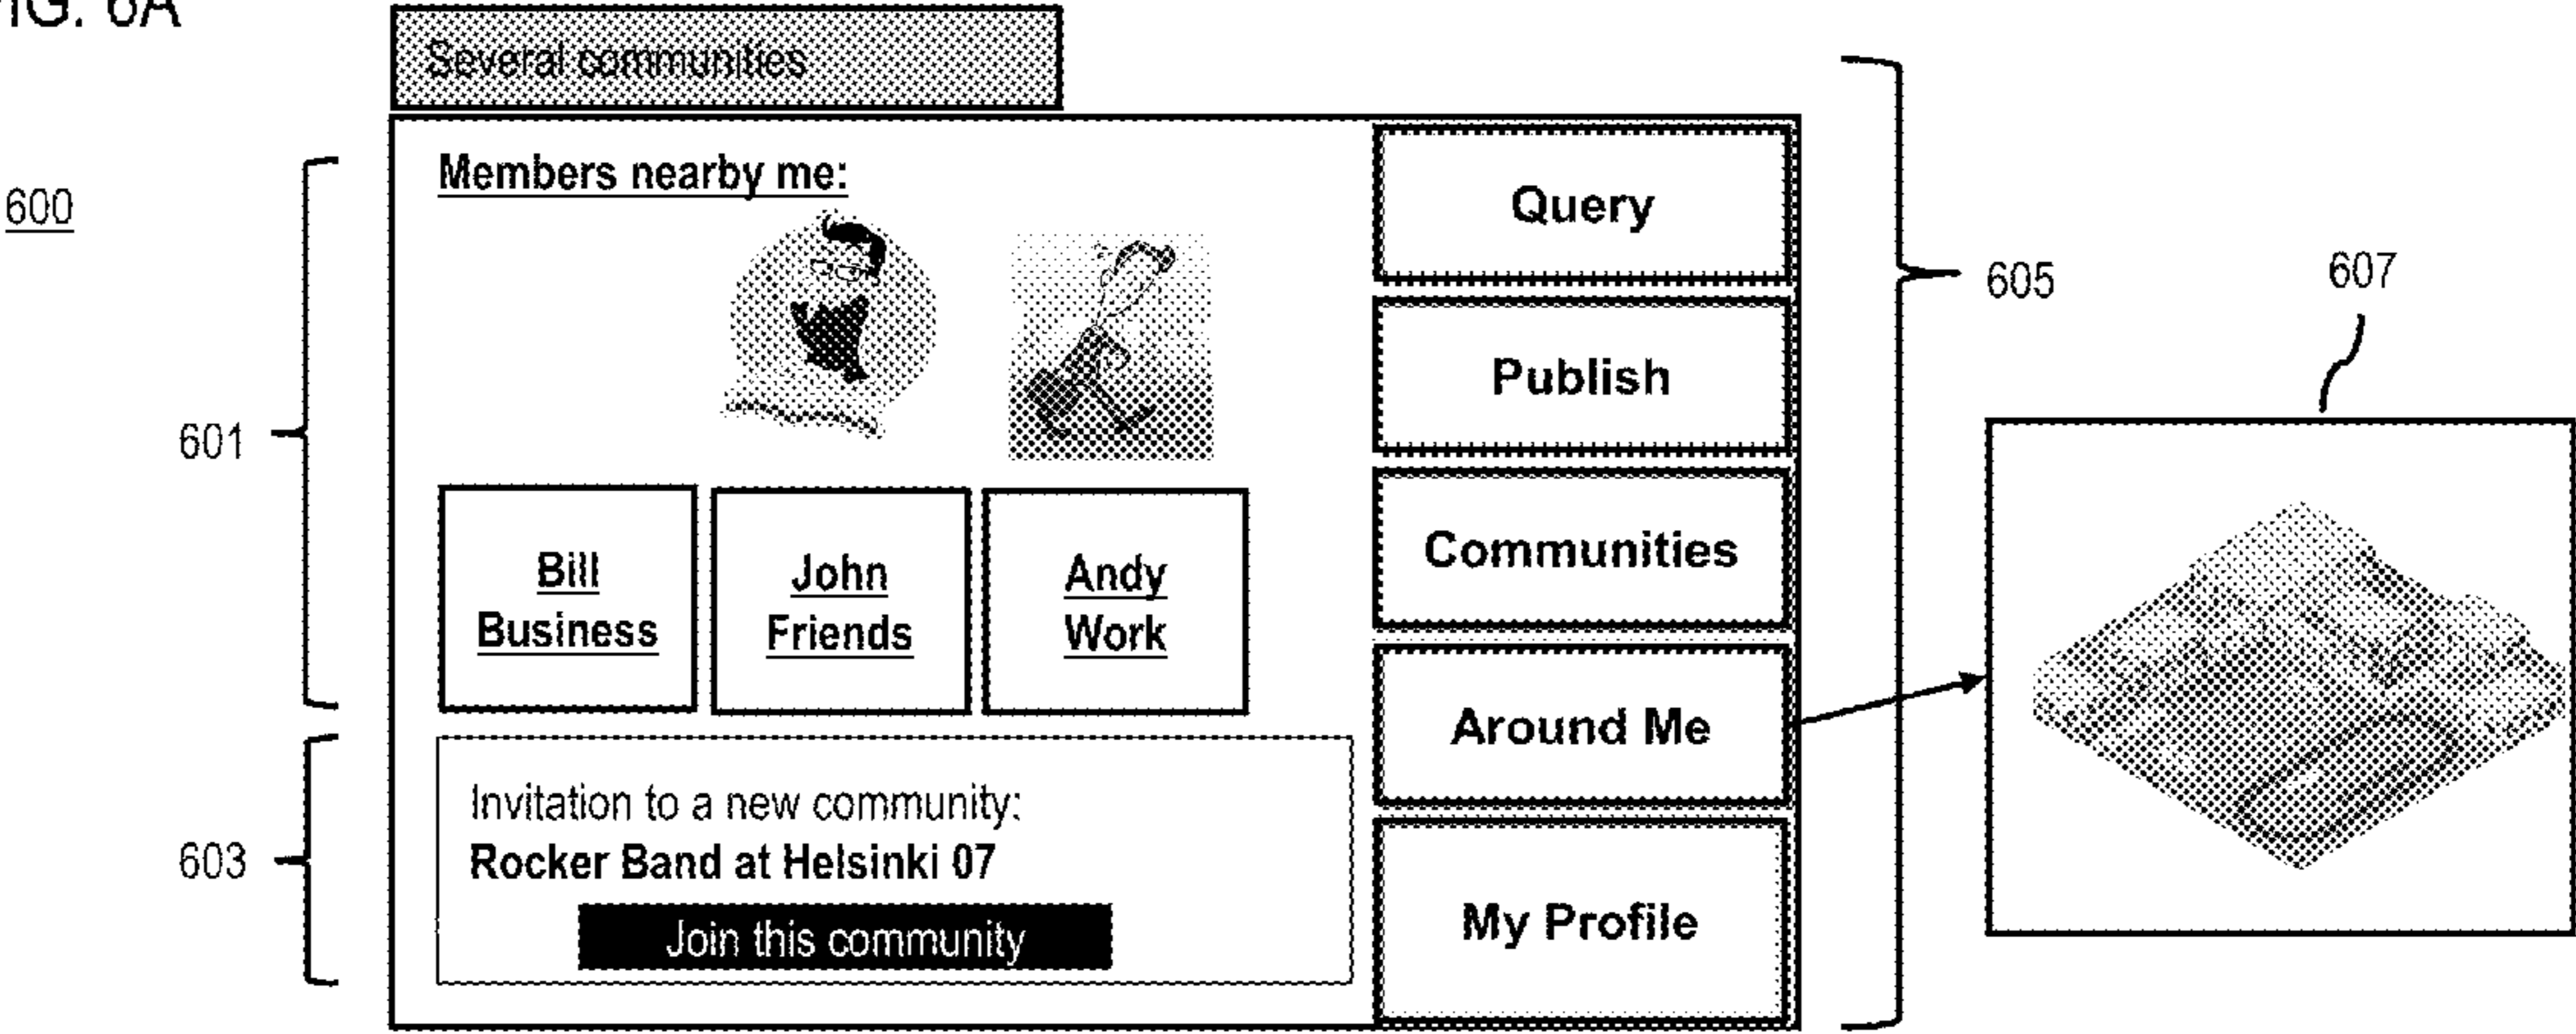 FIG. 6A
Several communities
600
Members nearby me:
601
Bill
Business
John
Friends
Andy
Work
603
Invitation to a new community:
Rocker Band at Helsinki 07
Join this community
Query
Publish
Communities
Around Me
My Profile
605
607